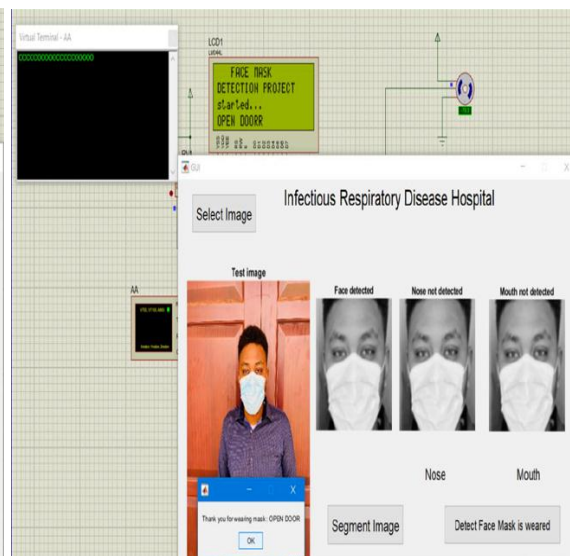 Virtual Terminal - AA
LCD1
FACE MASK
DETECTION PROJECT
started...
OPEN DOORR
GUI
Select Image
Infectious Respiratory Disease Hospital
AA
Test image
Face detected
Nose not detected
Mouth not detected
Nose
Mouth
Thank you for wearing mask: OPEN DOOR
OK
Segment Image
Detect Face Mask is weared